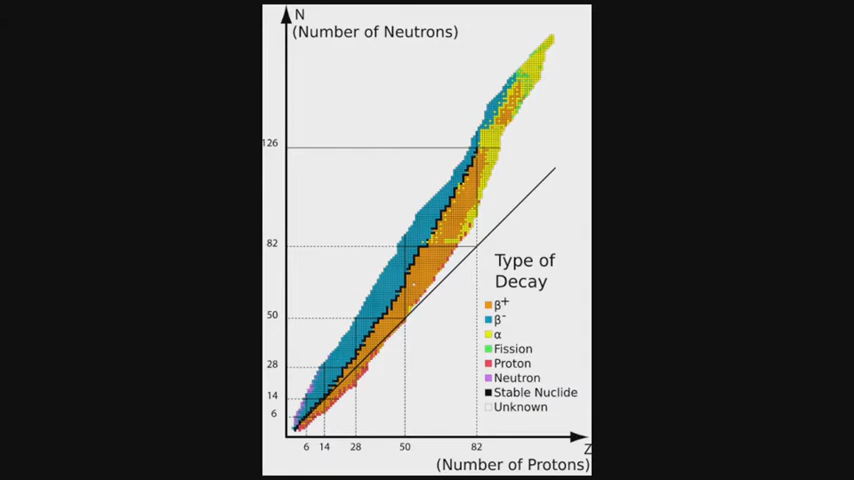 N
(Number of Neutrons)
126
82
50
28
14
6
Type of
Decay
β+
β-
α
Fission
Proton
Neutron
Stable Nuclide
Unknown
6 14 28 50 82
Z
(Number of Protons)